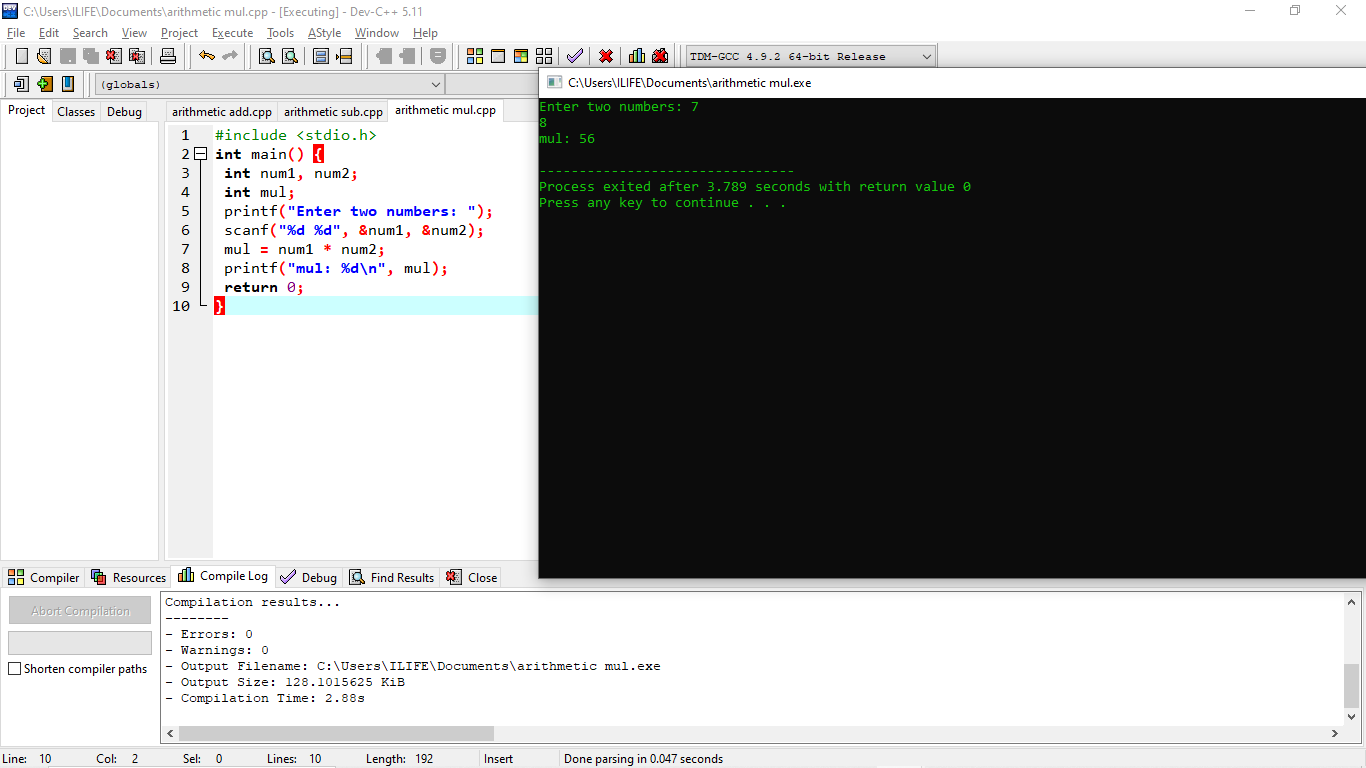 C:\Users\ILIFE\Documents\arithmetic mul.cpp - [Executing] - Dev-C++ 5.11
File Edit Search View Project Execute Tools AStyle Window Help
TDM-GCC 4.9.2 64-bit Release
(globals)
C:\Users\ILIFE\Documents\arithmetic mul.exe
Project Classes Debug
arithmetic add.cpp arithmetic sub.cpp arithmetic mul.cpp
1 #include <stdio.h>
2 int main() {
3 int num1, num2;
4 int mul;
5 printf("Enter two numbers: ");
6 scanf("%d %d", &num1, &num2);
7 mul = num1 * num2;
8 printf("mul: %d\n", mul);
9 return 0;
10 }
Enter two numbers: 7
8
mul: 56
--------------------------------
Process exited after 3.789 seconds with return value 0
Press any key to continue . . .
Compiler Resources Compile Log Debug Find Results Close
Abort Compilation
Shorten compiler paths
Compilation results...
--------
- Errors: 0
- Warnings: 0
- Output Filename: C:\Users\ILIFE\Documents\arithmetic mul.exe
- Output Size: 128.1015625 KiB
- Compilation Time: 2.88s
Line: 10 Col: 2 Sel: 0 Lines: 10 Length: 192 Insert Done parsing in 0.047 seconds